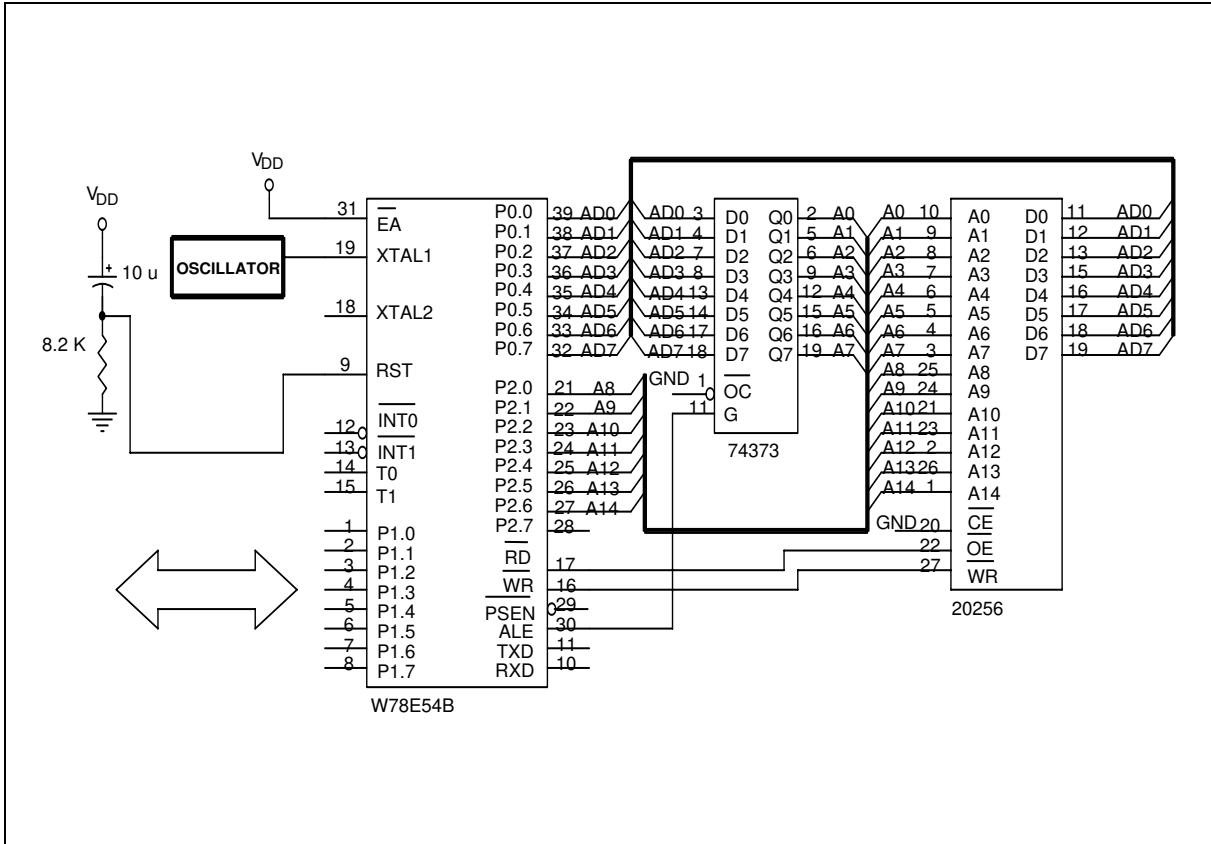 VDD
VDD
10 u
8.2 K
OSCILLATOR
31 EA
19 XTAL1
18 XTAL2
9 RST
12 INT0
13 INT1
14 T0
15 T1
1 P1.0
2 P1.1
3 P1.2
4 P1.3
5 P1.4
6 P1.5
7 P1.6
8 P1.7
P0.0 39 AD0
P0.1 38 AD1
P0.2 37 AD2
P0.3 36 AD3
P0.4 35 AD4
P0.5 34 AD5
P0.6 33 AD6
P0.7 32 AD7
P2.0 21 A8
P2.1 22 A9
P2.2 23 A10
P2.3 24 A11
P2.4 25 A12
P2.5 26 A13
P2.6 27 A14
P2.7 28
RD 17
WR 16
PSEN 29
ALE 30
TXD 11
RXD 10
W78E54B
AD0 3 D0 Q0 2 A0
AD1 4 D1 Q1 5 A1
AD2 7 D2 Q2 6 A2
AD3 8 D3 Q3 9 A3
AD4 13 D4 Q4 12 A4
AD5 14 D5 Q5 15 A5
AD6 17 D6 Q6 16 A6
AD7 18 D7 Q7 19 A7
GND 1 OC
11 G
74373
A0 10 A0 D0 11 AD0
A1 9 A1 D1 12 AD1
A2 8 A2 D2 13 AD2
A3 7 A3 D3 15 AD3
A4 6 A4 D4 16 AD4
A5 5 A5 D5 17 AD5
A6 4 A6 D6 18 AD6
A7 3 A7 D7 19 AD7
A8 25 A8
A9 24 A9
A10 21 A10
A11 23 A11
A12 2 A12
A13 26 A13
A14 1 A14
GND 20 CE
22 OE
27 WR
20256